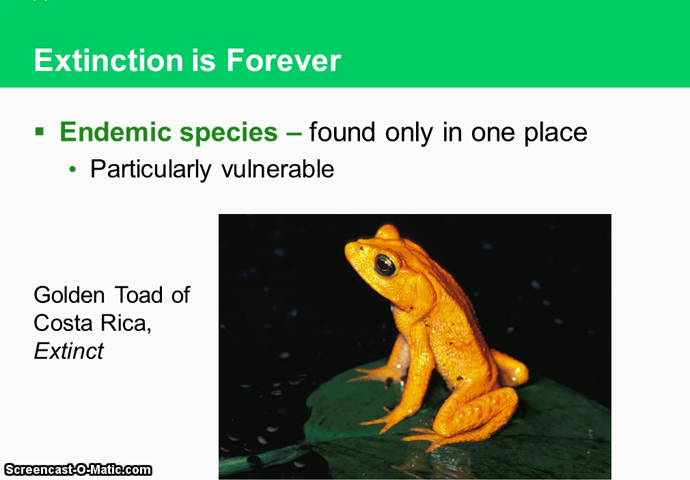 Extinction is Forever
Endemic species – found only in one place
Particularly vulnerable
Golden Toad of
Costa Rica,
Extinct
Screencast-O-Matic.com